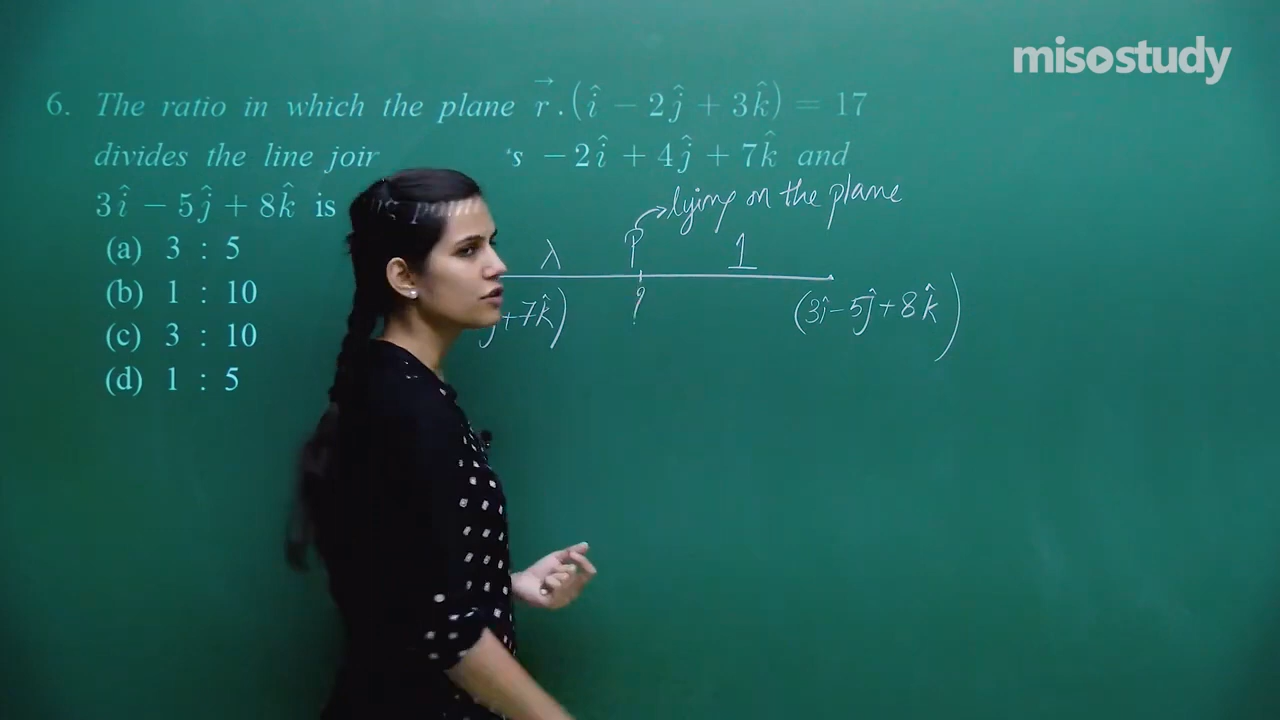 misostudy
6. The ratio in which the plane r⃗ . (î − 2ĵ + 3k̂) = 17
divides the line joir 's −2î + 4ĵ + 7k̂ and
3î − 5ĵ + 8k̂ is
lying on the plane
λ P 1
ĵ+7k̂) ? (3î−5ĵ+8k̂)
(a) 3 : 5
(b) 1 : 10
(c) 3 : 10
(d) 1 : 5